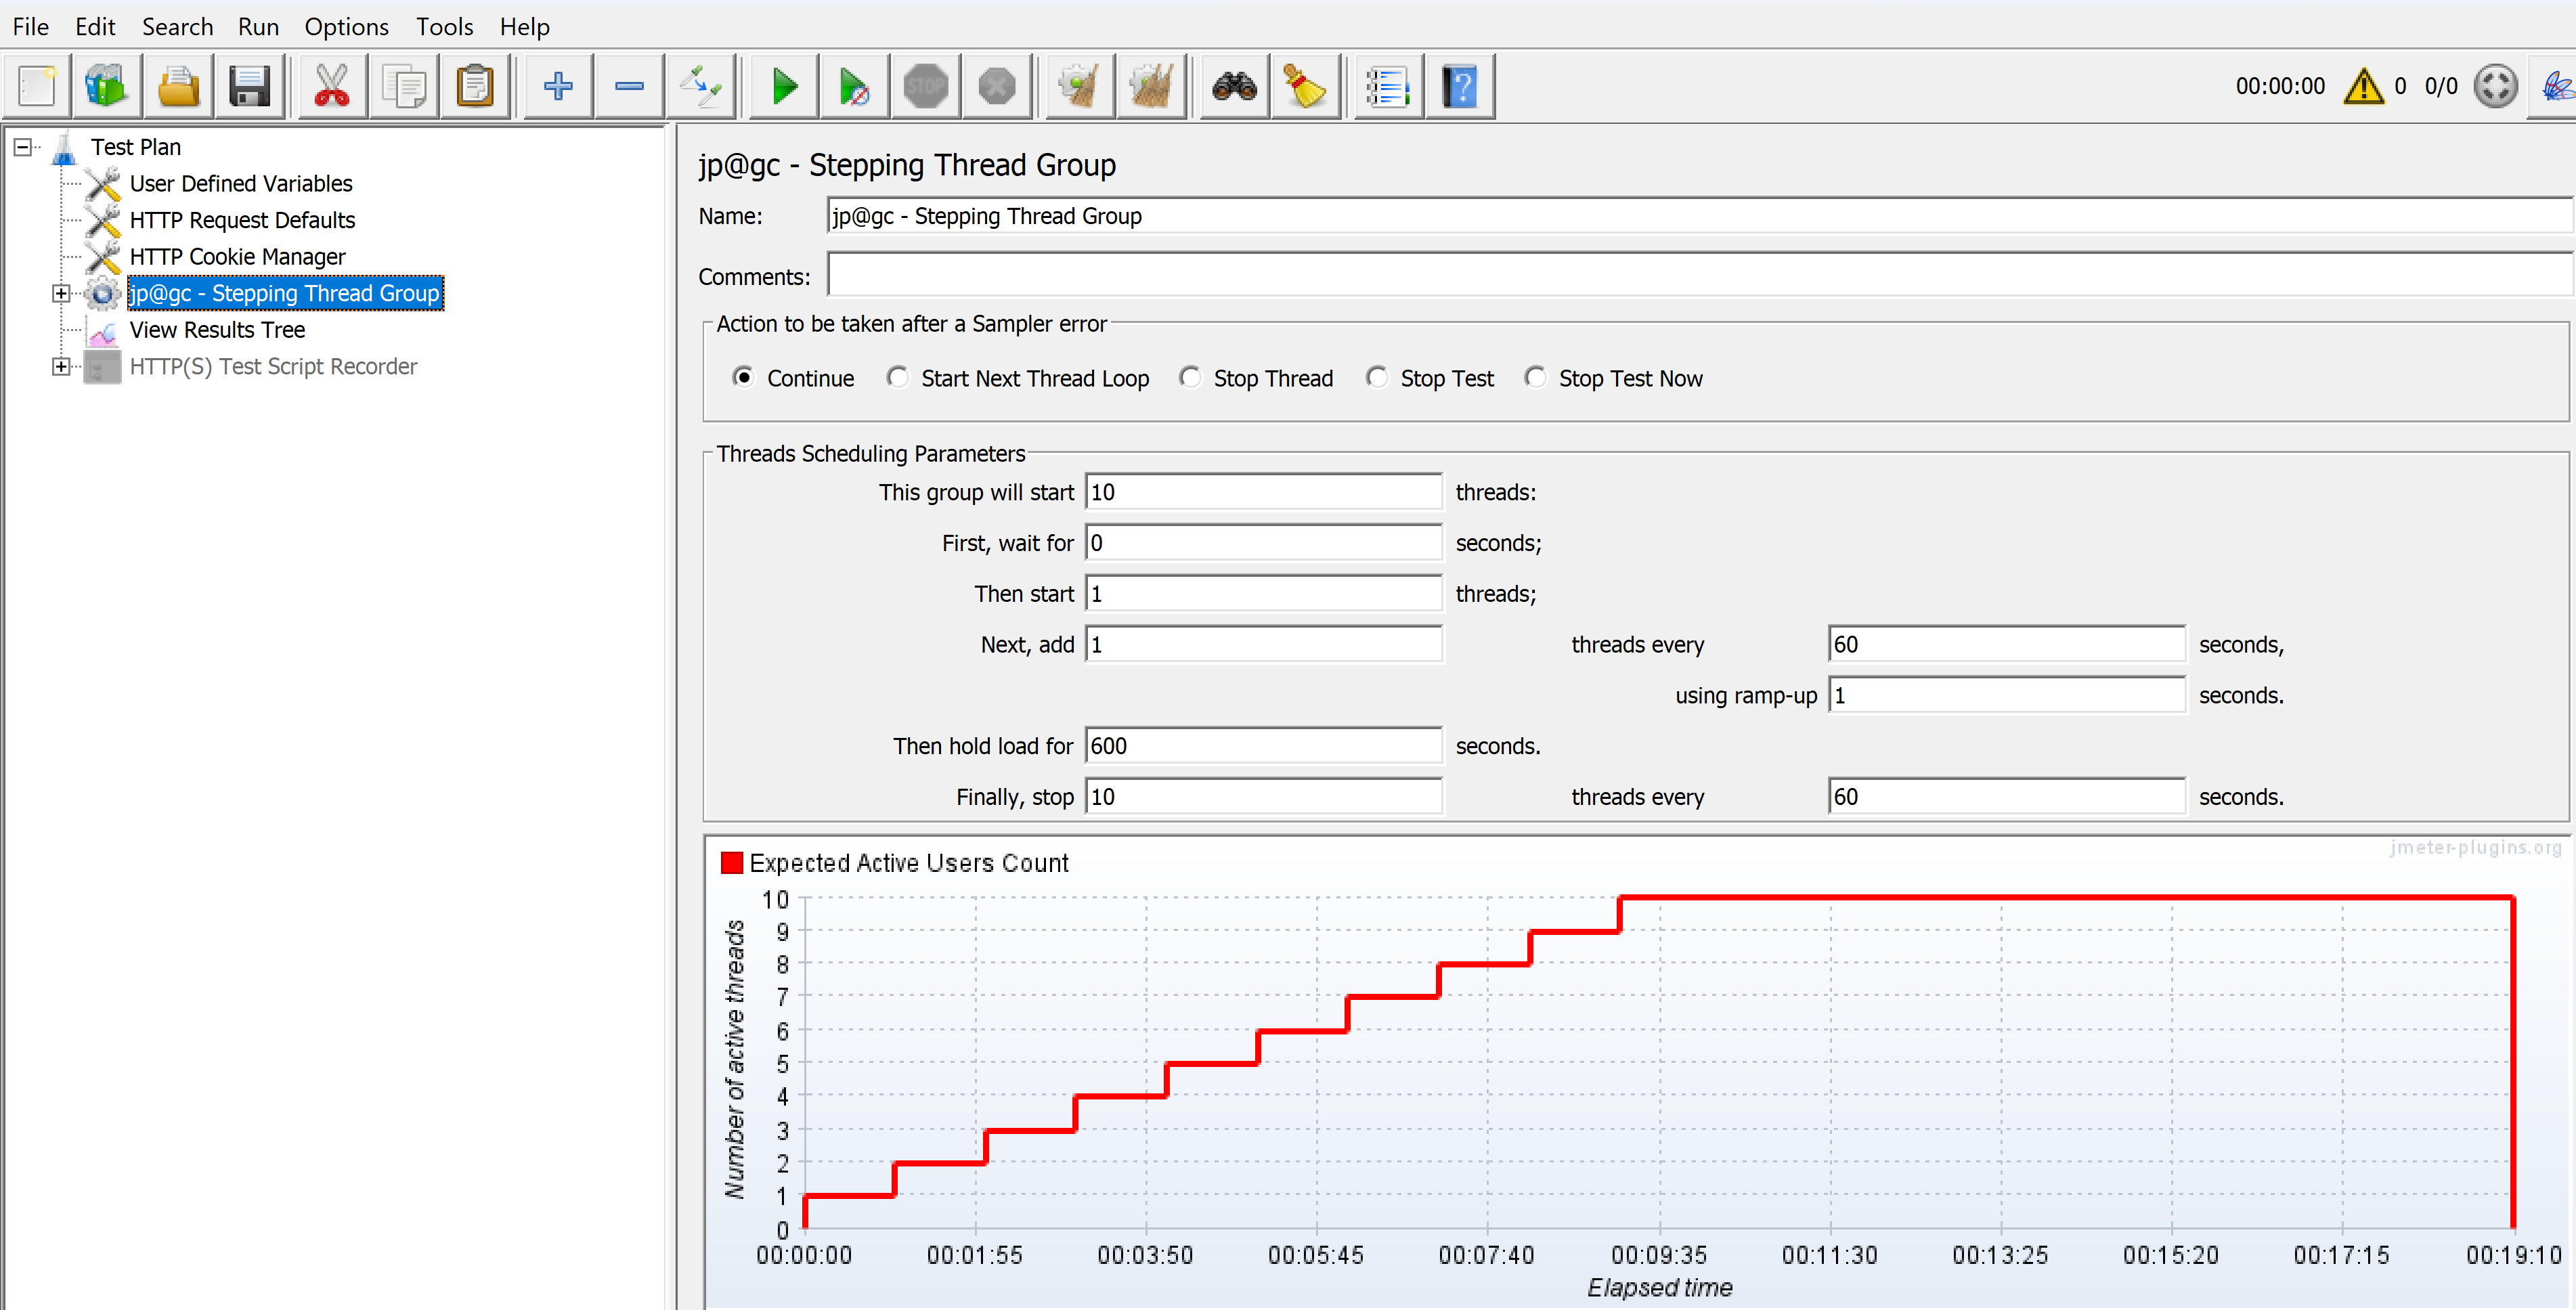 File Edit Search Run Options Tools Help
STOP
00:00:00 0 0/0
Test Plan
User Defined Variables
HTTP Request Defaults
HTTP Cookie Manager
jp@gc - Stepping Thread Group
View Results Tree
HTTP(S) Test Script Recorder
jp@gc - Stepping Thread Group
Name: jp@gc - Stepping Thread Group
Comments:
Action to be taken after a Sampler error
Continue Start Next Thread Loop Stop Thread Stop Test Stop Test Now
Threads Scheduling Parameters
This group will start 10 threads:
First, wait for 0 seconds;
Then start 1 threads;
Next, add 1 threads every 60 seconds,
using ramp-up 1 seconds.
Then hold load for 600 seconds.
Finally, stop 10 threads every 60 seconds.
jmeter-plugins.org
Expected Active Users Count
Number of active threads
10
9
8
7
6
5
4
3
2
1
0
00:00:00 00:01:55 00:03:50 00:05:45 00:07:40 00:09:35 00:11:30 00:13:25 00:15:20 00:17:15 00:19:10
Elapsed time